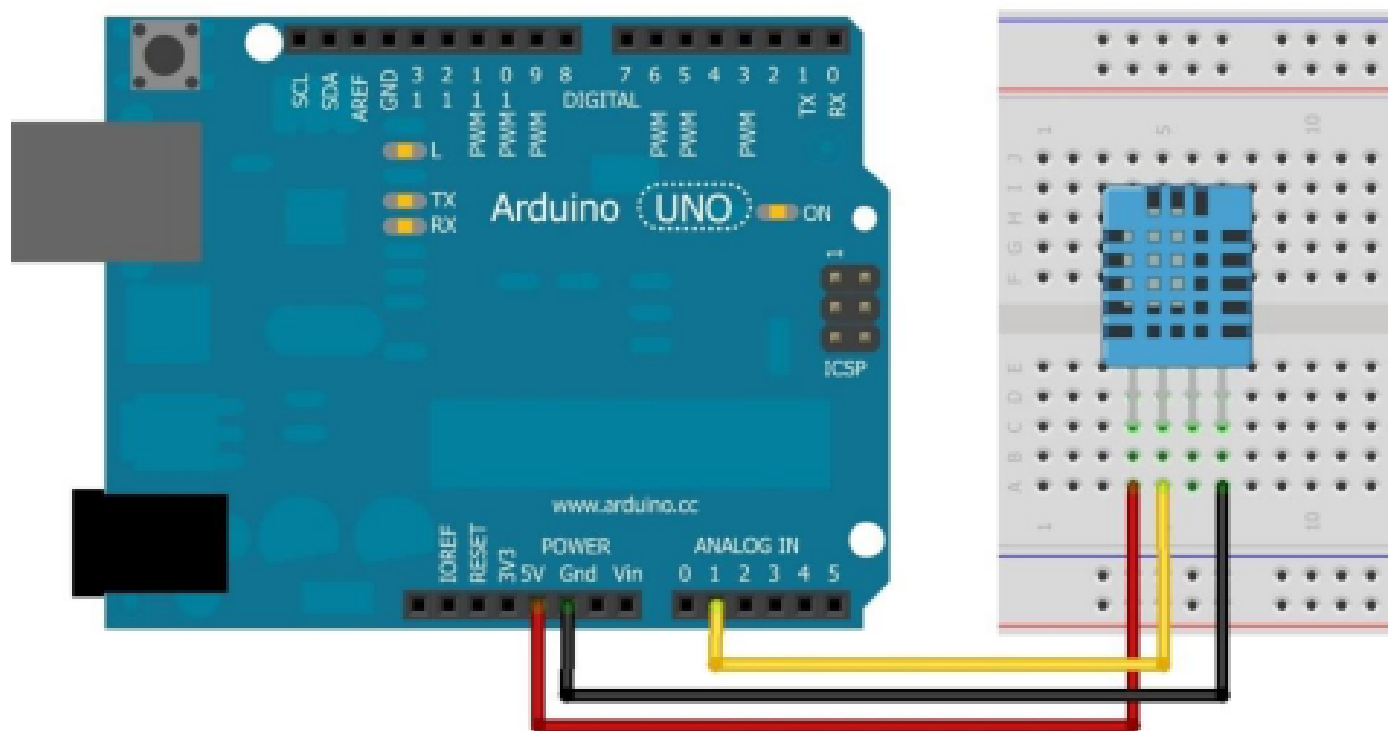 SCL SDA AREF GND 13 12 11 10 9 8 7 6 5 4 3 2 1 0
PWM PWM PWM DIGITAL PWM PWM PWM TX RX
L
TX
RX
Arduino UNO ON
1
ICSP
www.arduino.cc
POWER ANALOG IN
IOREF RESET 3V3 5V Gnd Vin 0 1 2 3 4 5
1 5 10
J
I
H
G
F
E
D
C
B
A
1 10